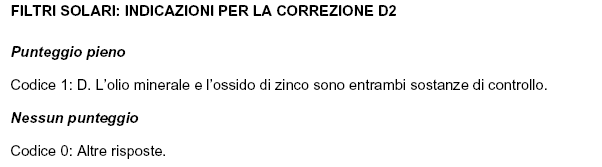 FILTRI SOLARI: INDICAZIONI PER LA CORREZIONE D2
Punteggio pieno
Codice 1: D. L'olio minerale e l'ossido di zinco sono entrambi sostanze di controllo.
Nessun punteggio
Codice 0: Altre risposte.